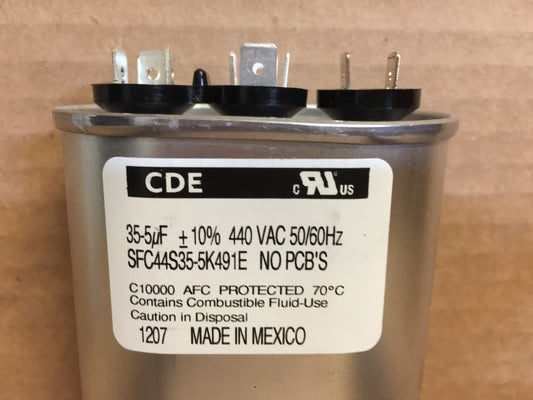 CDE
c RU US
35-5µF ±10% 440 VAC 50/60Hz
SFC44S35-5K491E NO PCB'S
C10000 AFC PROTECTED 70°C
Contains Combustible Fluid-Use
Caution in Disposal
1207 MADE IN MEXICO